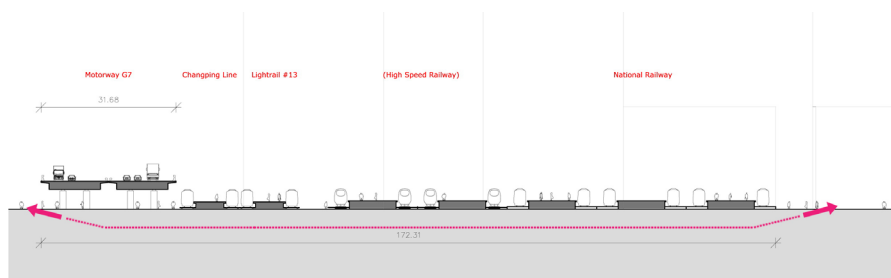 Motorway G7
Changping Line
Lightrail #13
(High Speed Railway)
National Railway
31.68
172.31